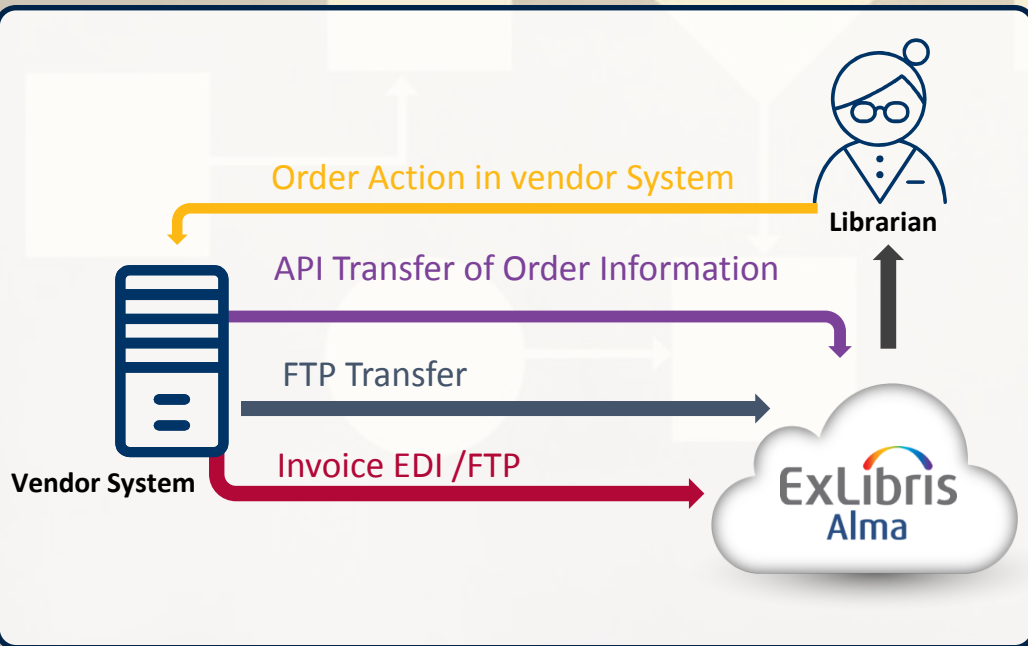 Order Action in vendor System
Librarian
API Transfer of Order Information
FTP Transfer
Invoice EDI /FTP
Vendor System
ExLibris
Alma